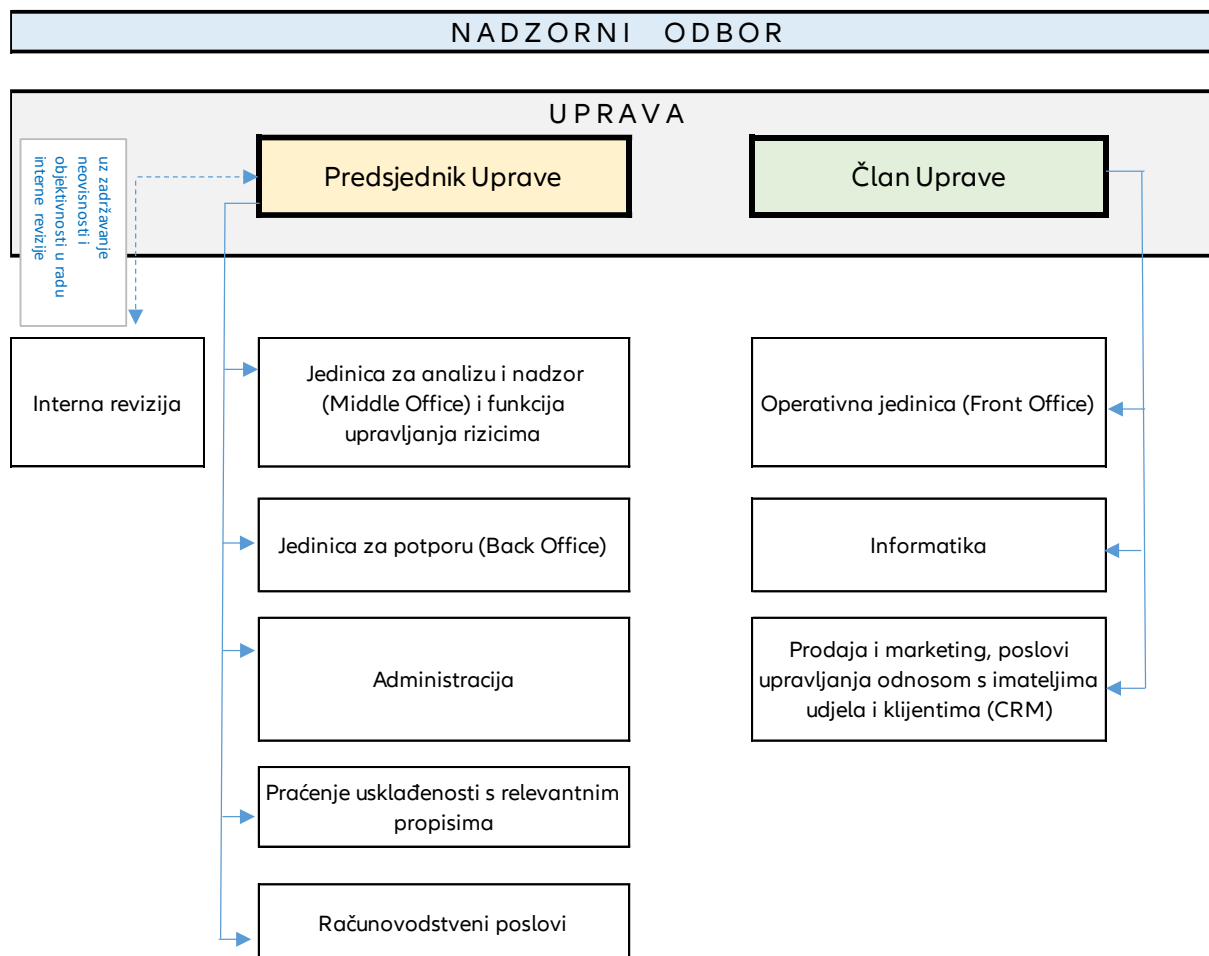 NADZORNI ODBOR
UPRAVA
uz zadržavanje
neovisnosti i
objektivnosti u radu
interne revizije
Predsjednik Uprave
Član Uprave
Interna revizija
Jedinica za analizu i nadzor
(Middle Office) i funkcija
upravljanja rizicima
Operativna jedinica (Front Office)
Jedinica za potporu (Back Office)
Informatika
Administracija
Prodaja i marketing, poslovi
upravljanja odnosom s imateljima
udjela i klijentima (CRM)
Praćenje usklađenosti s relevantnim
propisima
Računovodstveni poslovi